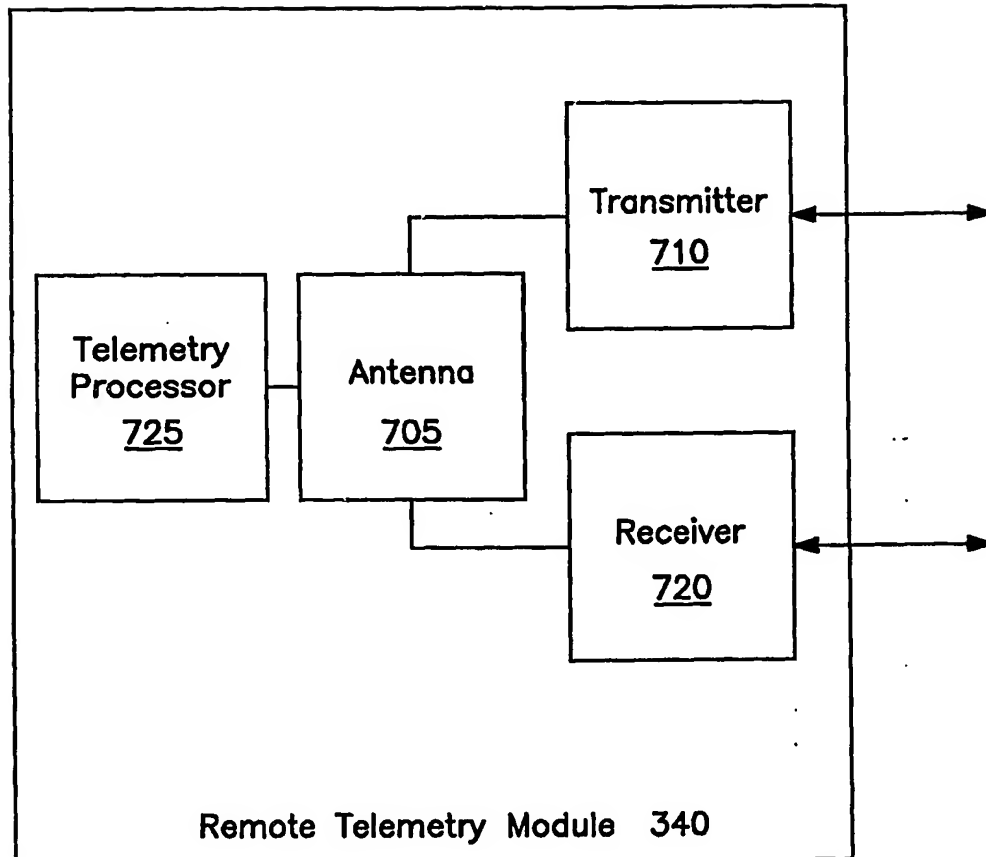 Transmitter
710
Telemetry
Processor
725
Antenna
705
Receiver
720
Remote Telemetry Module 340